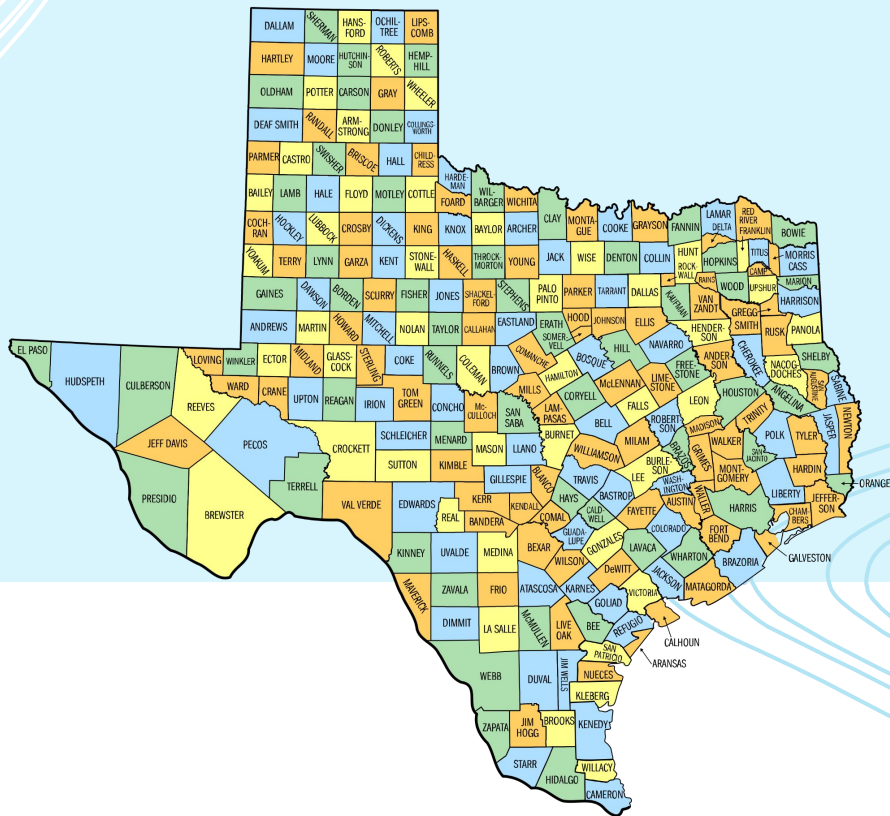 DALLAM
SHERMAN
HANS-
FORD
OCHIL-
TREE
LIPS-
COMB
HARTLEY
MOORE
HUTCHIN-
SON
ROBERTS
HEMP-
HILL
OLDHAM
POTTER
CARSON
GRAY
WHEELER
DEAF SMITH
RANDALL
ARM-
STRONG
DONLEY
COLLINGS-
WORTH
PARMER
CASTRO
SWISHER
BRISCOE
HALL
CHILD-
RESS
HARDE-
MAN
BAILEY
LAMB
HALE
FLOYD
MOTLEY
COTTLE
FOARD
WIL-
BARGER
WICHITA
COCH-
RAN
HOCKLEY
LUBBOCK
CROSBY
DICKENS
KING
KNOX
BAYLOR
ARCHER
CLAY
MONTA-
GUE
COOKE
GRAYSON
FANNIN
LAMAR
DELTA
RED
RIVER
FRANKLIN
BOWIE
YOAKUM
TERRY
LYNN
GARZA
KENT
STONE-
WALL
HASKELL
THROCK-
MORTON
YOUNG
JACK
WISE
DENTON
COLLIN
HUNT
ROCK-
WALL
HOPKINS
TITUS
CAMP
MORRIS
CASS
GAINES
DAWSON
BORDEN
SCURRY
FISHER
JONES
SHACKEL-
FORD
STEPHENS
PALO
PINTO
PARKER
TARRANT
DALLAS
KAUFMAN
RAINS
VAN
ZANDT
WOOD
UPSHUR
MARION
HARRISON
GREGG
SMITH
ANDREWS
MARTIN
HOWARD
MITCHELL
NOLAN
TAYLOR
CALLAHAN
EASTLAND
ERATH
SOMER-
VELL
HOOD
JOHNSON
ELLIS
HENDER-
SON
RUSK
PANOLA
EL PASO
HUDSPETH
CULBERSON
REEVES
LOVING
WINKLER
ECTOR
MIDLAND
GLASS-
COCK
STERLING
COKE
RUNNELS
COLEMAN
BROWN
COMANCHE
HAMILTON
BOSQUE
HILL
NAVARRO
FREE-
STONE
ANDER-
SON
CHEROKEE
NACOG-
DOCHES
SHELBY
SAN
AUGUSTINE
SABINE
WARD
CRANE
UPTON
REAGAN
IRION
TOM
GREEN
CONCHO
Mc-
CULLOCH
SAN
SABA
MILLS
LAM-
PASAS
CORYELL
McLENNAN
LIME-
STONE
FALLS
LEON
HOUSTON
ANGELINA
TRINITY
JEFF DAVIS
PECOS
CROCKETT
SCHLEICHER
MENARD
MASON
LLANO
BURNET
BELL
MILAM
ROBERT-
SON
BRAZOS
MADISON
GRIMES
WALKER
SAN
JACINTO
POLK
TYLER
JASPER
NEWTON
PRESIDIO
BREWSTER
TERRELL
SUTTON
KIMBLE
GILLESPIE
BLANCO
WILLIAMSON
TRAVIS
LEE
BURLE-
SON
WASH-
INGTON
MONT-
GOMERY
HARDIN
LIBERTY
ORANGE
JEFFER-
SON
VAL VERDE
EDWARDS
REAL
KERR
KENDALL
BANDERA
COMAL
HAYS
CALD-
WELL
BASTROP
FAYETTE
AUSTIN
WALLER
HARRIS
CHAM-
BERS
KINNEY
UVALDE
MEDINA
BEXAR
GUADA-
LUPE
WILSON
GONZALES
LAVACA
COLORADO
WHARTON
FORT
BEND
BRAZORIA
GALVESTON
MAVERICK
ZAVALA
FRIO
ATASCOSA
KARNES
DeWITT
JACKSON
MATAGORDA
DIMMIT
LA SALLE
McMULLEN
LIVE
OAK
BEE
GOLIAD
VICTORIA
REFUGIO
CALHOUN
ARANSAS
SAN
PATRICIO
WEBB
DUVAL
JIM WELLS
NUECES
KLEBERG
ZAPATA
JIM
HOGG
BROOKS
KENEDY
STARR
HIDALGO
WILLACY
CAMERON